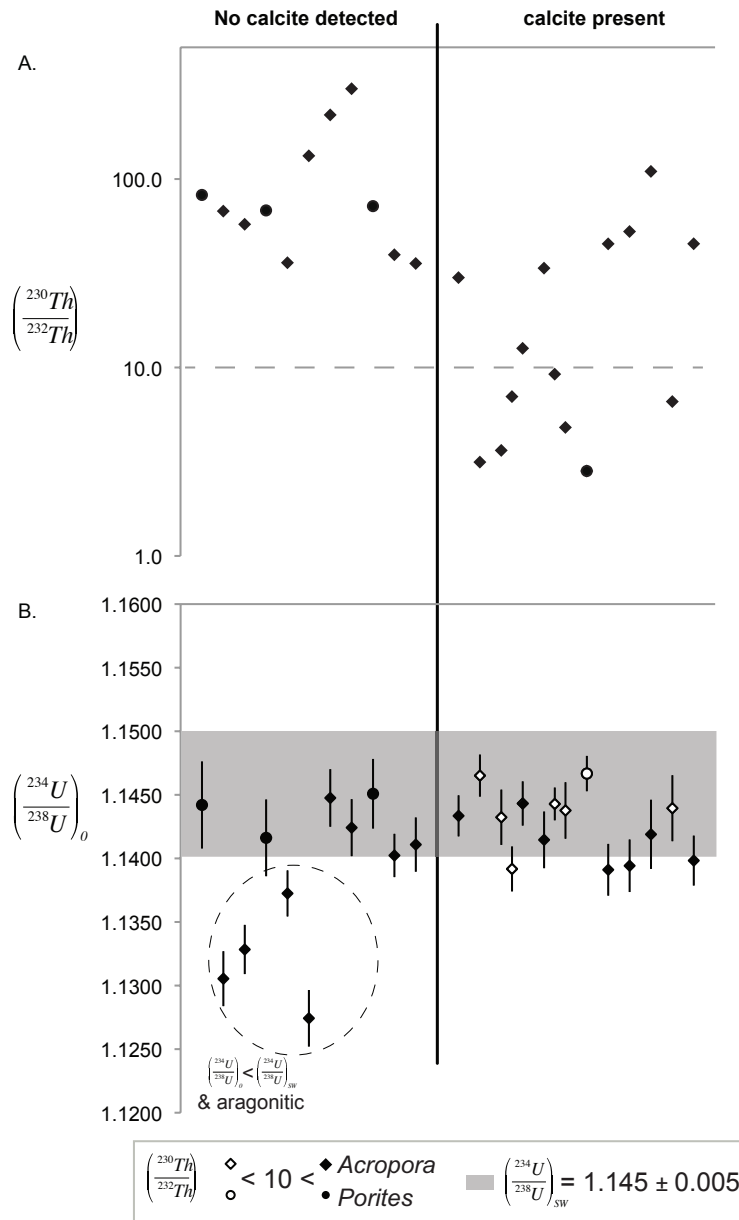 No calcite detected calcite present
A.
100.0
(230Th/232Th)
10.0
1.0
B.
1.1600
1.1550
1.1500
1.1450
(234U/238U)0
1.1400
1.1350
1.1300
1.1250
(234U/238U)0 < (234U/238U)SW
& aragonitic
1.1200
(230Th/232Th) < 10 < Acropora
Porites
(234U/238U)SW = 1.145 ± 0.005